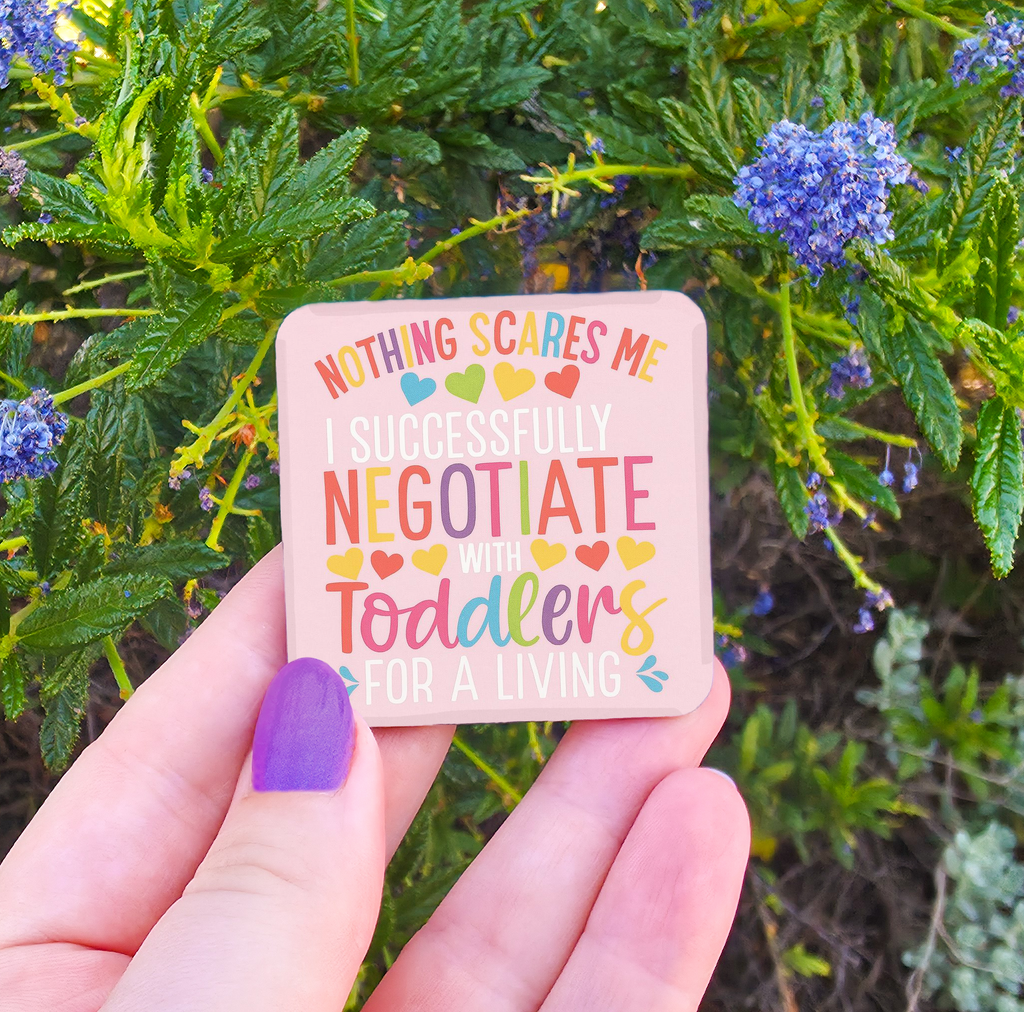 NOTHING SCARES ME
I SUCCESSFULLY
NEGOTIATE
WITH
Toddlers
FOR A LIVING